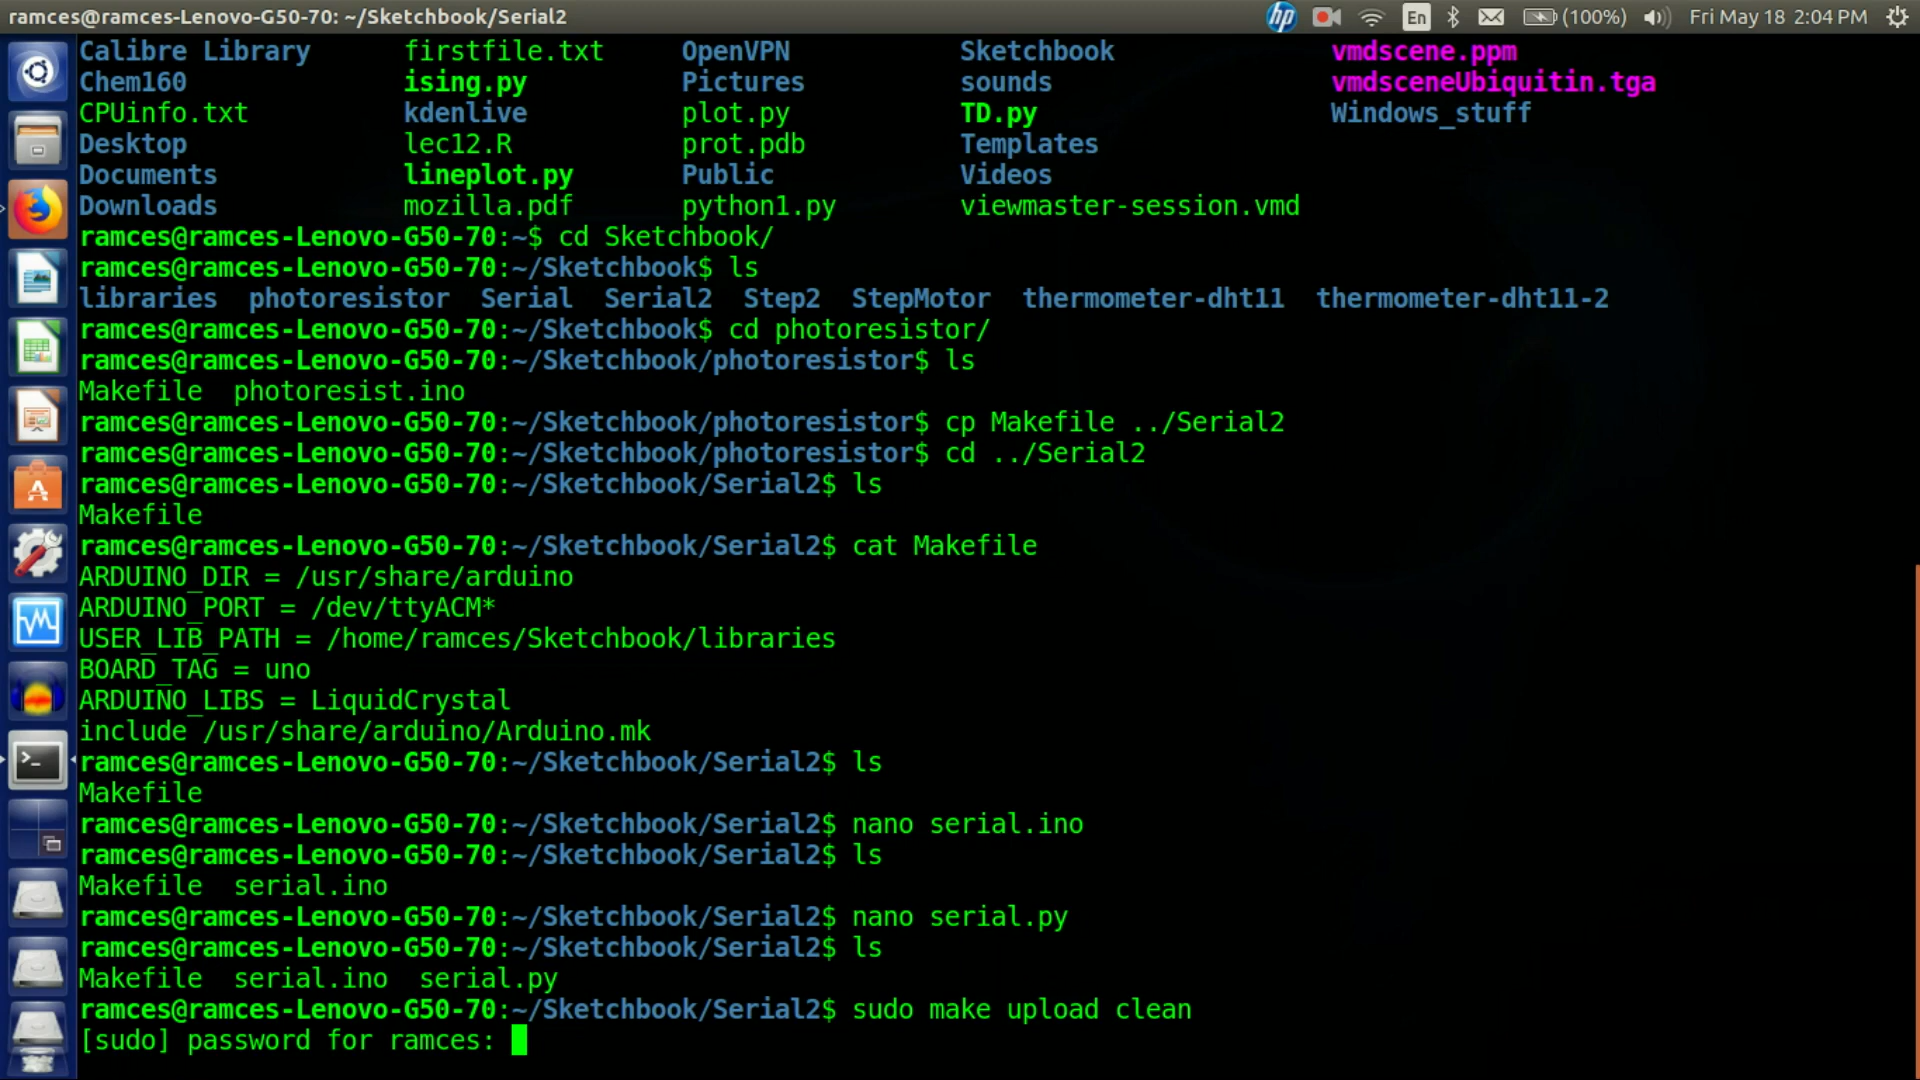 ramces@ramces-Lenovo-G50-70: ~/Sketchbook/Serial2 hp En (100%) Fri May 18 2:04 PM
Calibre Library firstfile.txt OpenVPN Sketchbook vmdscene.ppm
Chem160 ising.py Pictures sounds vmdsceneUbiquitin.tga
CPUinfo.txt kdenlive plot.py TD.py Windows_stuff
Desktop lec12.R prot.pdb Templates
Documents lineplot.py Public Videos
Downloads mozilla.pdf python1.py viewmaster-session.vmd
ramces@ramces-Lenovo-G50-70:~$ cd Sketchbook/
ramces@ramces-Lenovo-G50-70:~/Sketchbook$ ls
libraries photoresistor Serial Serial2 Step2 StepMotor thermometer-dht11 thermometer-dht11-2
ramces@ramces-Lenovo-G50-70:~/Sketchbook$ cd photoresistor/
ramces@ramces-Lenovo-G50-70:~/Sketchbook/photoresistor$ ls
Makefile photoresist.ino
ramces@ramces-Lenovo-G50-70:~/Sketchbook/photoresistor$ cp Makefile ../Serial2
ramces@ramces-Lenovo-G50-70:~/Sketchbook/photoresistor$ cd ../Serial2
ramces@ramces-Lenovo-G50-70:~/Sketchbook/Serial2$ ls
Makefile
ramces@ramces-Lenovo-G50-70:~/Sketchbook/Serial2$ cat Makefile
ARDUINO_DIR = /usr/share/arduino
ARDUINO_PORT = /dev/ttyACM*
USER_LIB_PATH = /home/ramces/Sketchbook/libraries
BOARD_TAG = uno
ARDUINO_LIBS = LiquidCrystal
include /usr/share/arduino/Arduino.mk
ramces@ramces-Lenovo-G50-70:~/Sketchbook/Serial2$ ls
Makefile
ramces@ramces-Lenovo-G50-70:~/Sketchbook/Serial2$ nano serial.ino
ramces@ramces-Lenovo-G50-70:~/Sketchbook/Serial2$ ls
Makefile serial.ino
ramces@ramces-Lenovo-G50-70:~/Sketchbook/Serial2$ nano serial.py
ramces@ramces-Lenovo-G50-70:~/Sketchbook/Serial2$ ls
Makefile serial.ino serial.py
ramces@ramces-Lenovo-G50-70:~/Sketchbook/Serial2$ sudo make upload clean
[sudo] password for ramces: